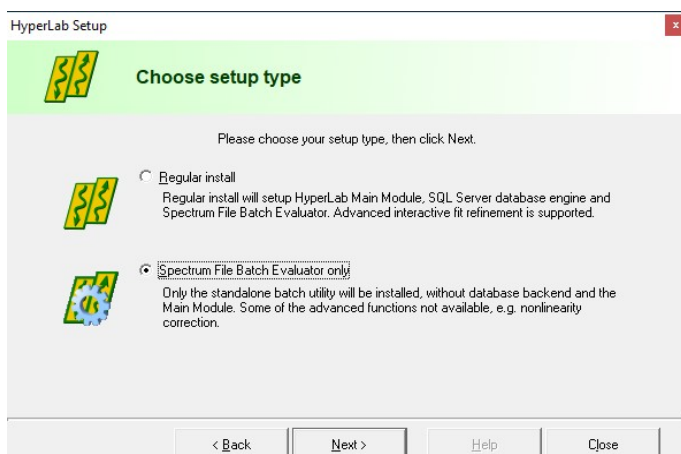 HyperLab Setup
x
Choose setup type
Please choose your setup type, then click Next.
Regular install
Regular install will setup HyperLab Main Module, SQL Server database engine and
Spectrum File Batch Evaluator. Advanced interactive fit refinement is supported.
Spectrum File Batch Evaluator only
Only the standalone batch utility will be installed, without database backend and the
Main Module. Some of the advanced functions not available, e.g. nonlinearity
correction.
< Back Next > Help Close